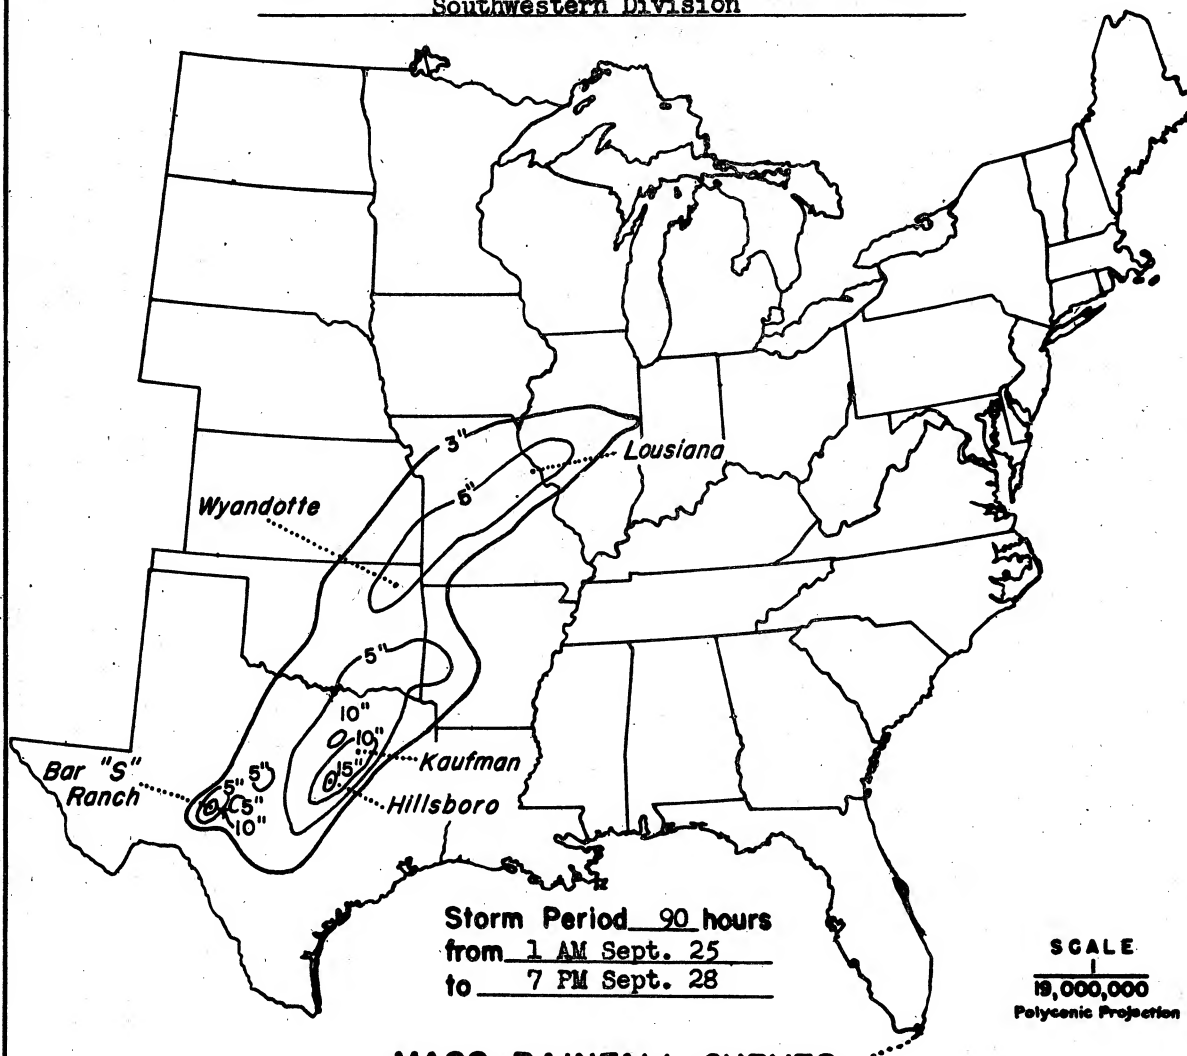 Southwestern Division
3"
Lousiana
5"
Wyandotte
5"
10"
10"
15"
Kaufman
Bar "S"
Ranch
5"
5"
5"
10"
Hillsboro
Storm Period 90 hours
from 1 AM Sept. 25
to 7 PM Sept. 28
SCALE
1
19,000,000
Polyconic Projection
MASS RAINFALL CURVES